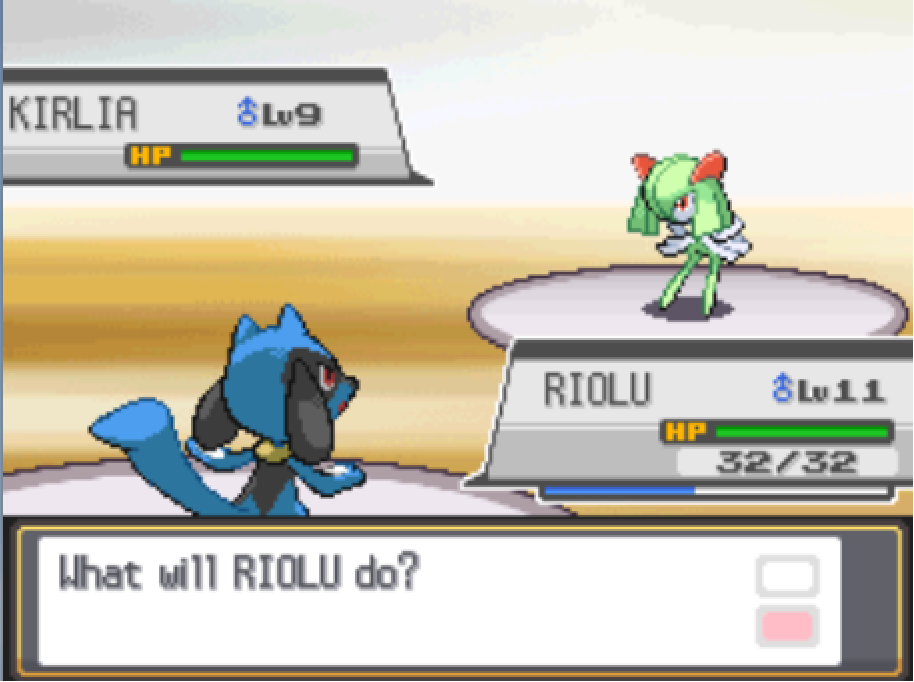 KIRLIA ♂Lv9
HP
RIOLU ♂Lv11
HP
32/32
What will RIOLU do?